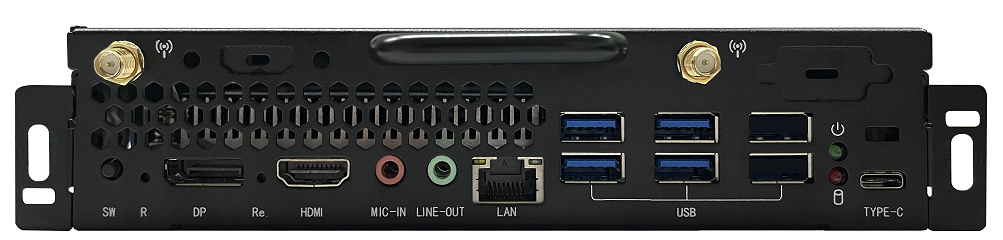 SW R DP Re. HDMI MIC-IN LINE-OUT LAN USB TYPE-C